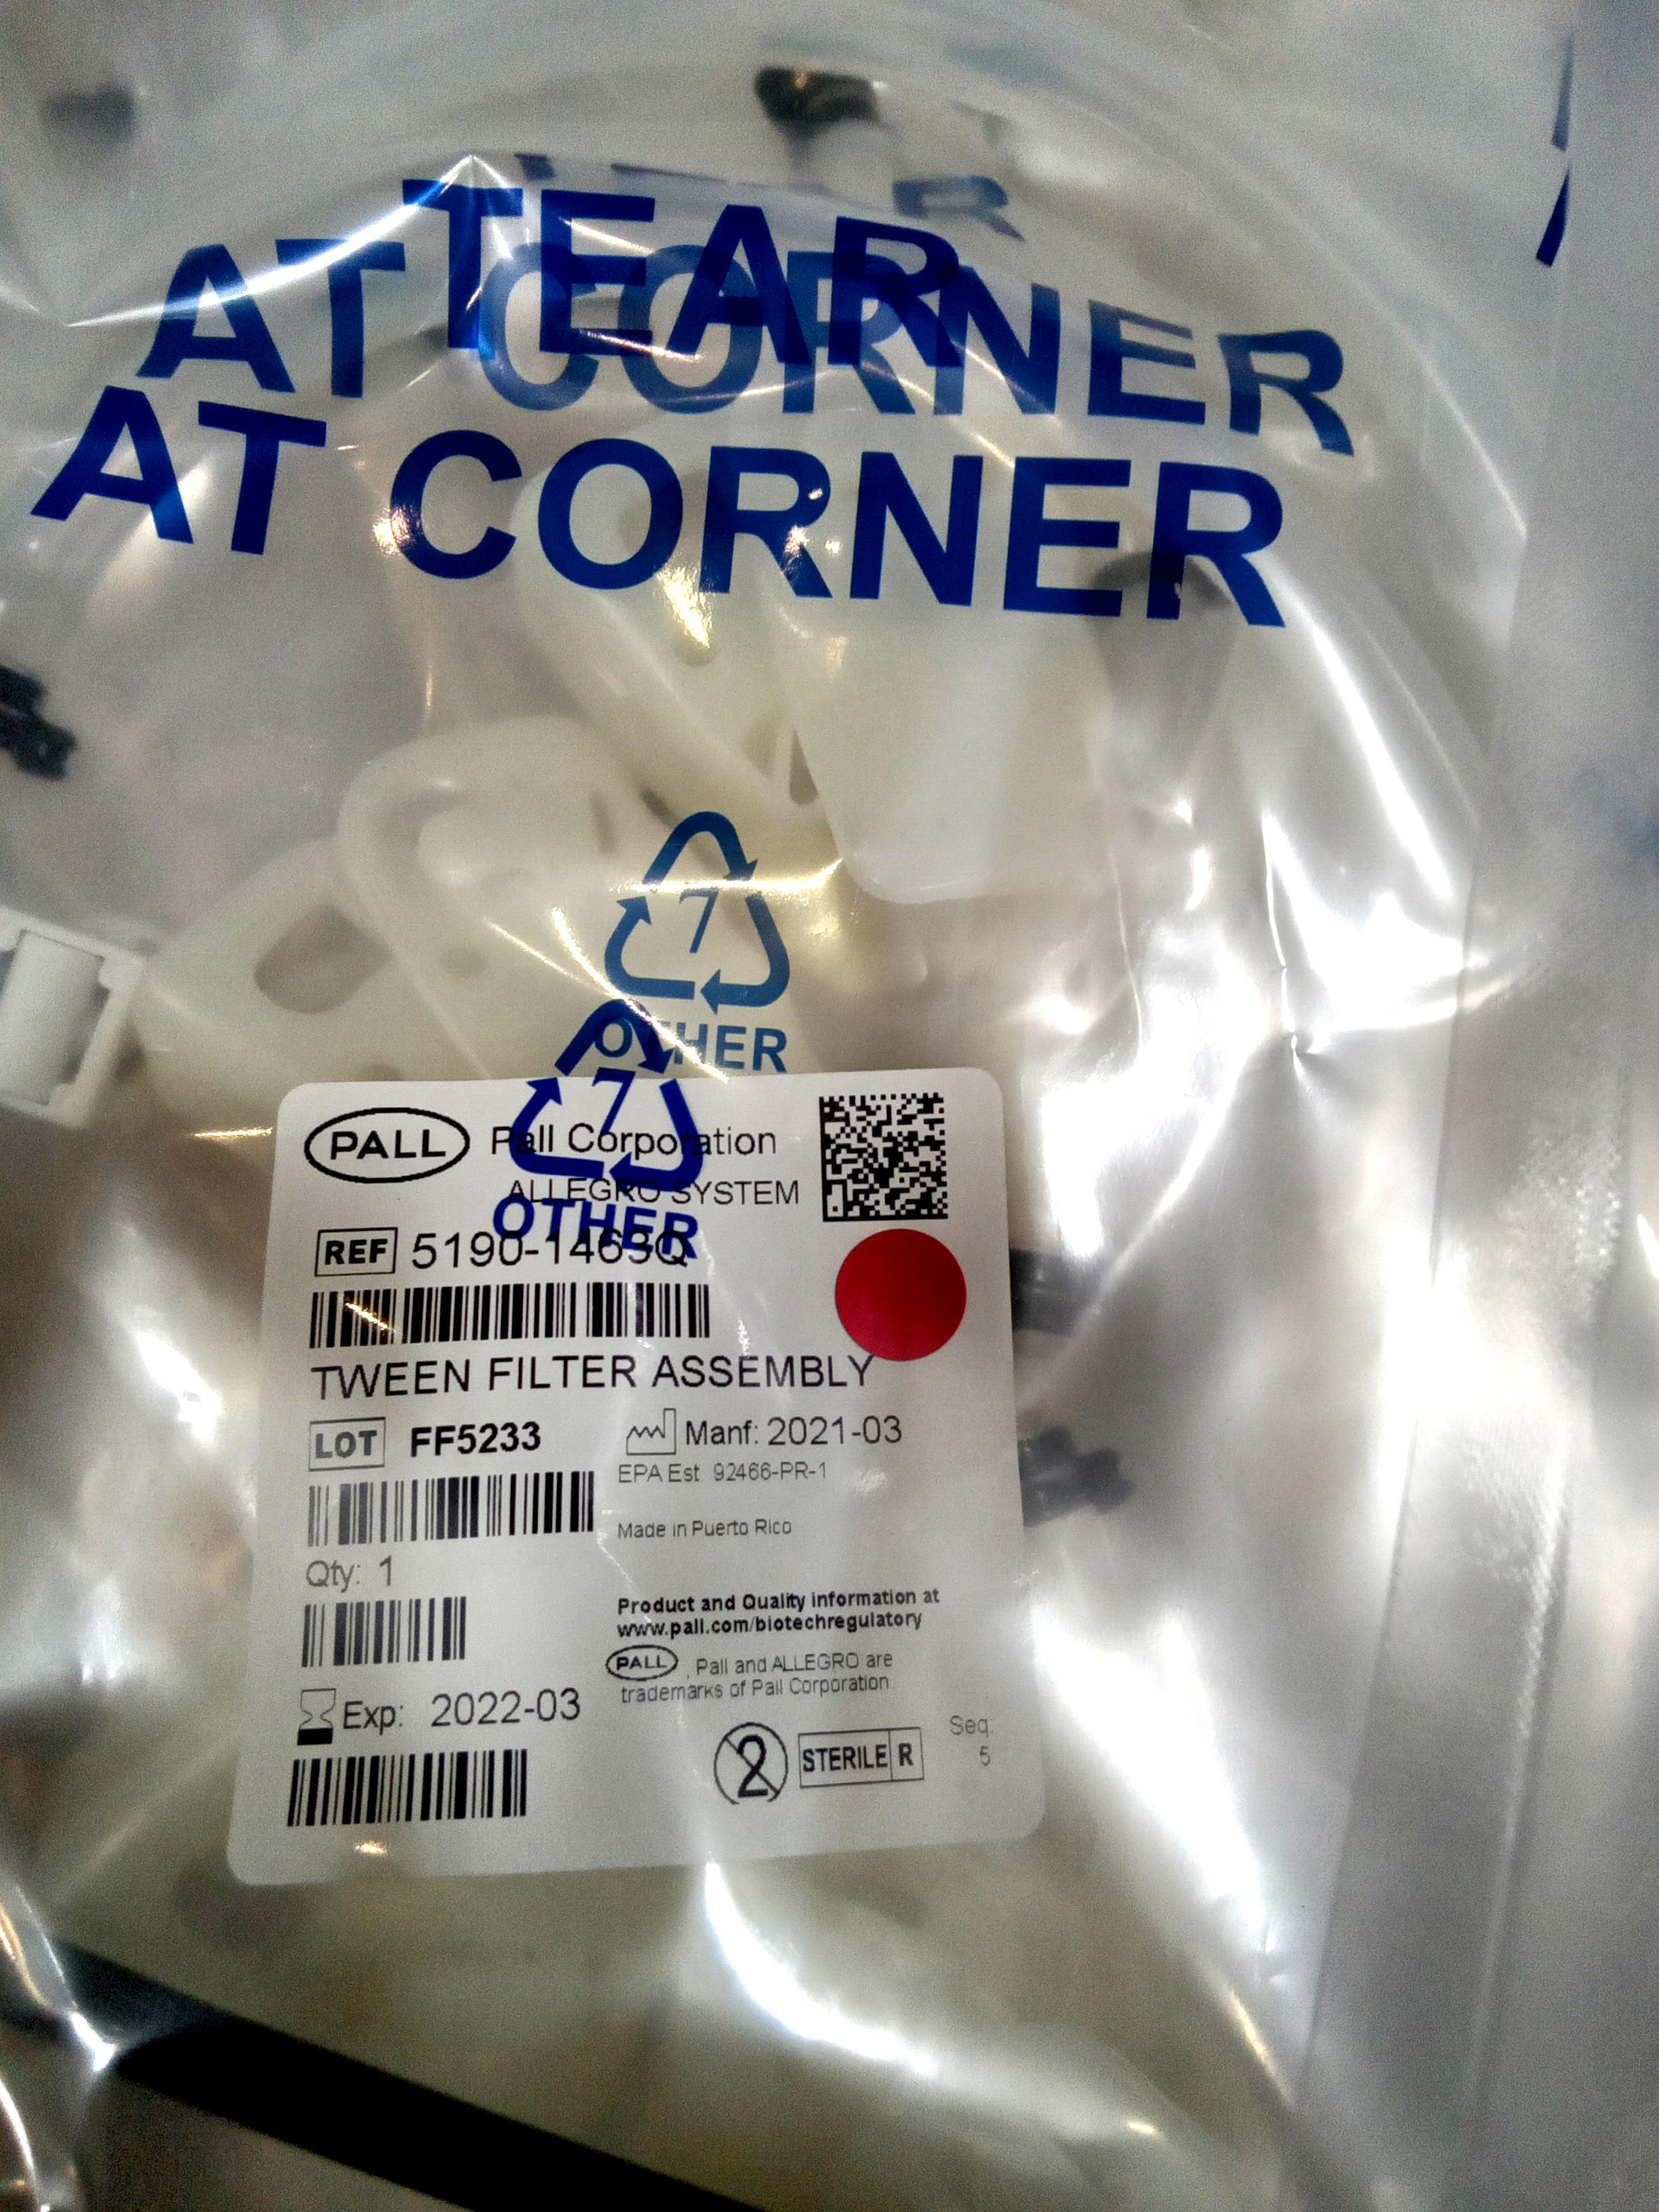 TEAR
AT CORNER
AT CORNER
7
OTHER
7
OTHER
PALL Pall Corporation
ALLEGRO SYSTEM
REF 5190-1463Q
TWEEN FILTER ASSEMBLY
LOT FF5233
Manf: 2021-03
EPA Est. 92466-PR-1
Made in Puerto Rico
Qty: 1
Product and Quality information at
www.pall.com/biotechregulatory
PALL , Pall and ALLEGRO are
trademarks of Pall Corporation.
Exp: 2022-03
2
STERILE R
Seq.
5